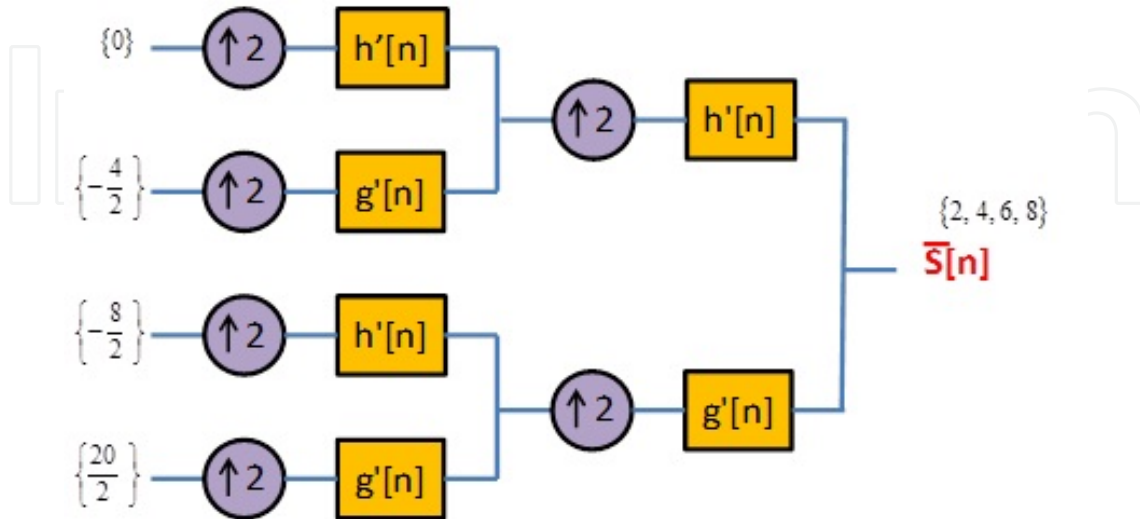 {0}
↑2
h'[n]
↑2
h'[n]
{-4/2}
↑2
g'[n]
{2, 4, 6, 8}
S̅[n]
{-8/2}
↑2
h'[n]
↑2
g'[n]
{20/2}
↑2
g'[n]